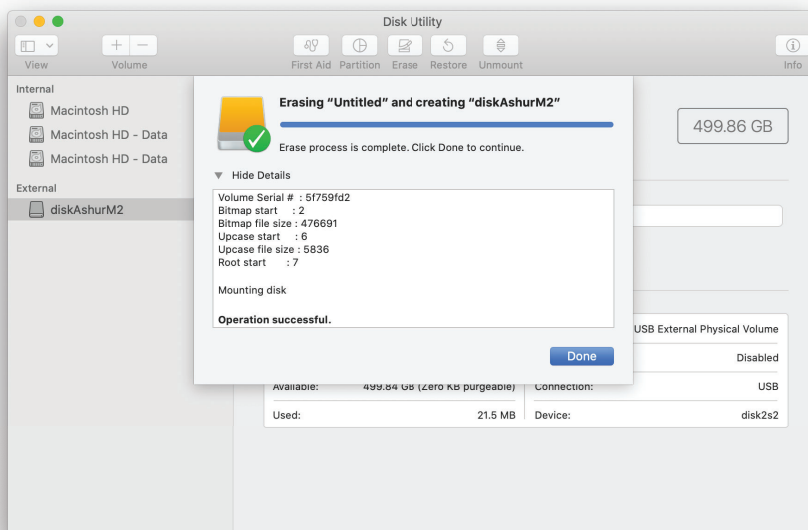 Disk Utility
View
Volume
First Aid
Partition
Erase
Restore
Unmount
Info
Internal
Macintosh HD
Macintosh HD - Data
Macintosh HD - Data
External
diskAshurM2
Erasing “Untitled” and creating “diskAshurM2”
Erase process is complete. Click Done to continue.
Hide Details
Volume Serial # : 5f759fd2
Bitmap start : 2
Bitmap file size : 476691
Upcase start : 6
Upcase file size : 5836
Root start : 7
Mounting disk
Operation successful.
Done
499.86 GB
USB External Physical Volume
Disabled
Available:
499.84 GB (Zero KB purgeable)
Connection:
USB
Used:
21.5 MB
Device:
disk2s2